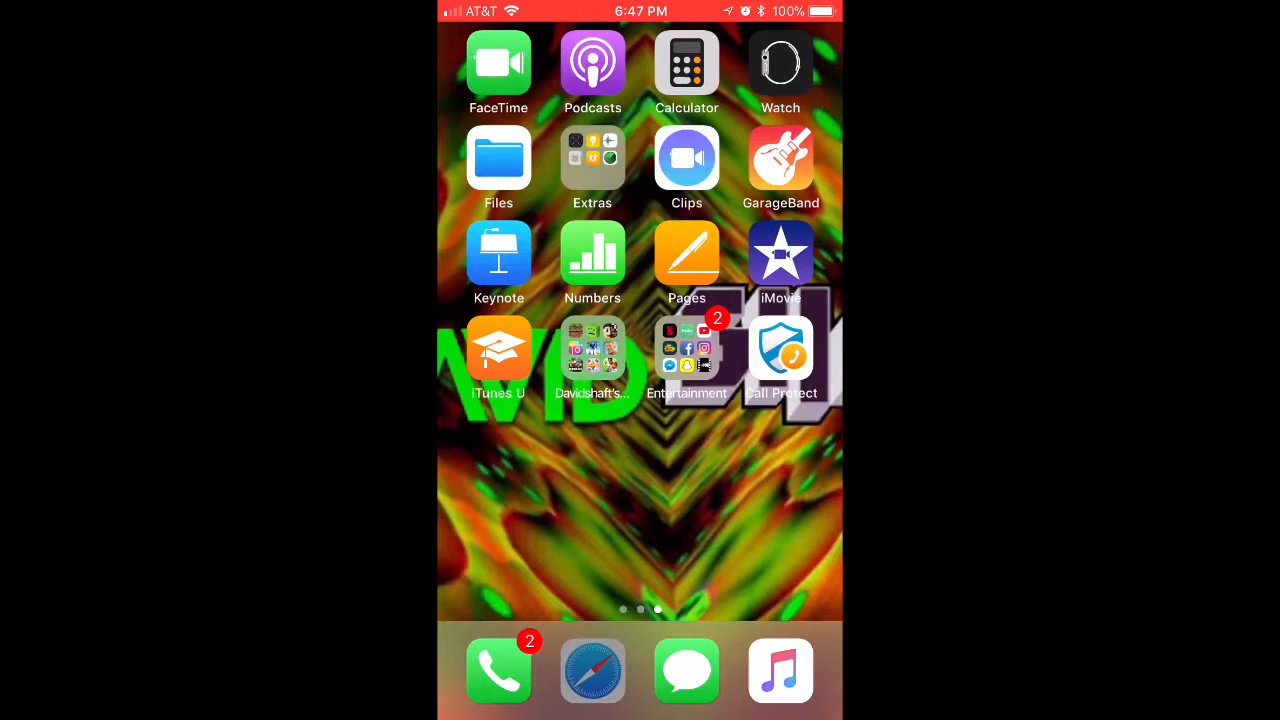 AT&T 6:47 PM 100%
FaceTime Podcasts Calculator Watch
Files Extras Clips GarageBand
Keynote Numbers Pages iMovie
2
iTunes U Davidshaft's... Entertainment Call Protect
2